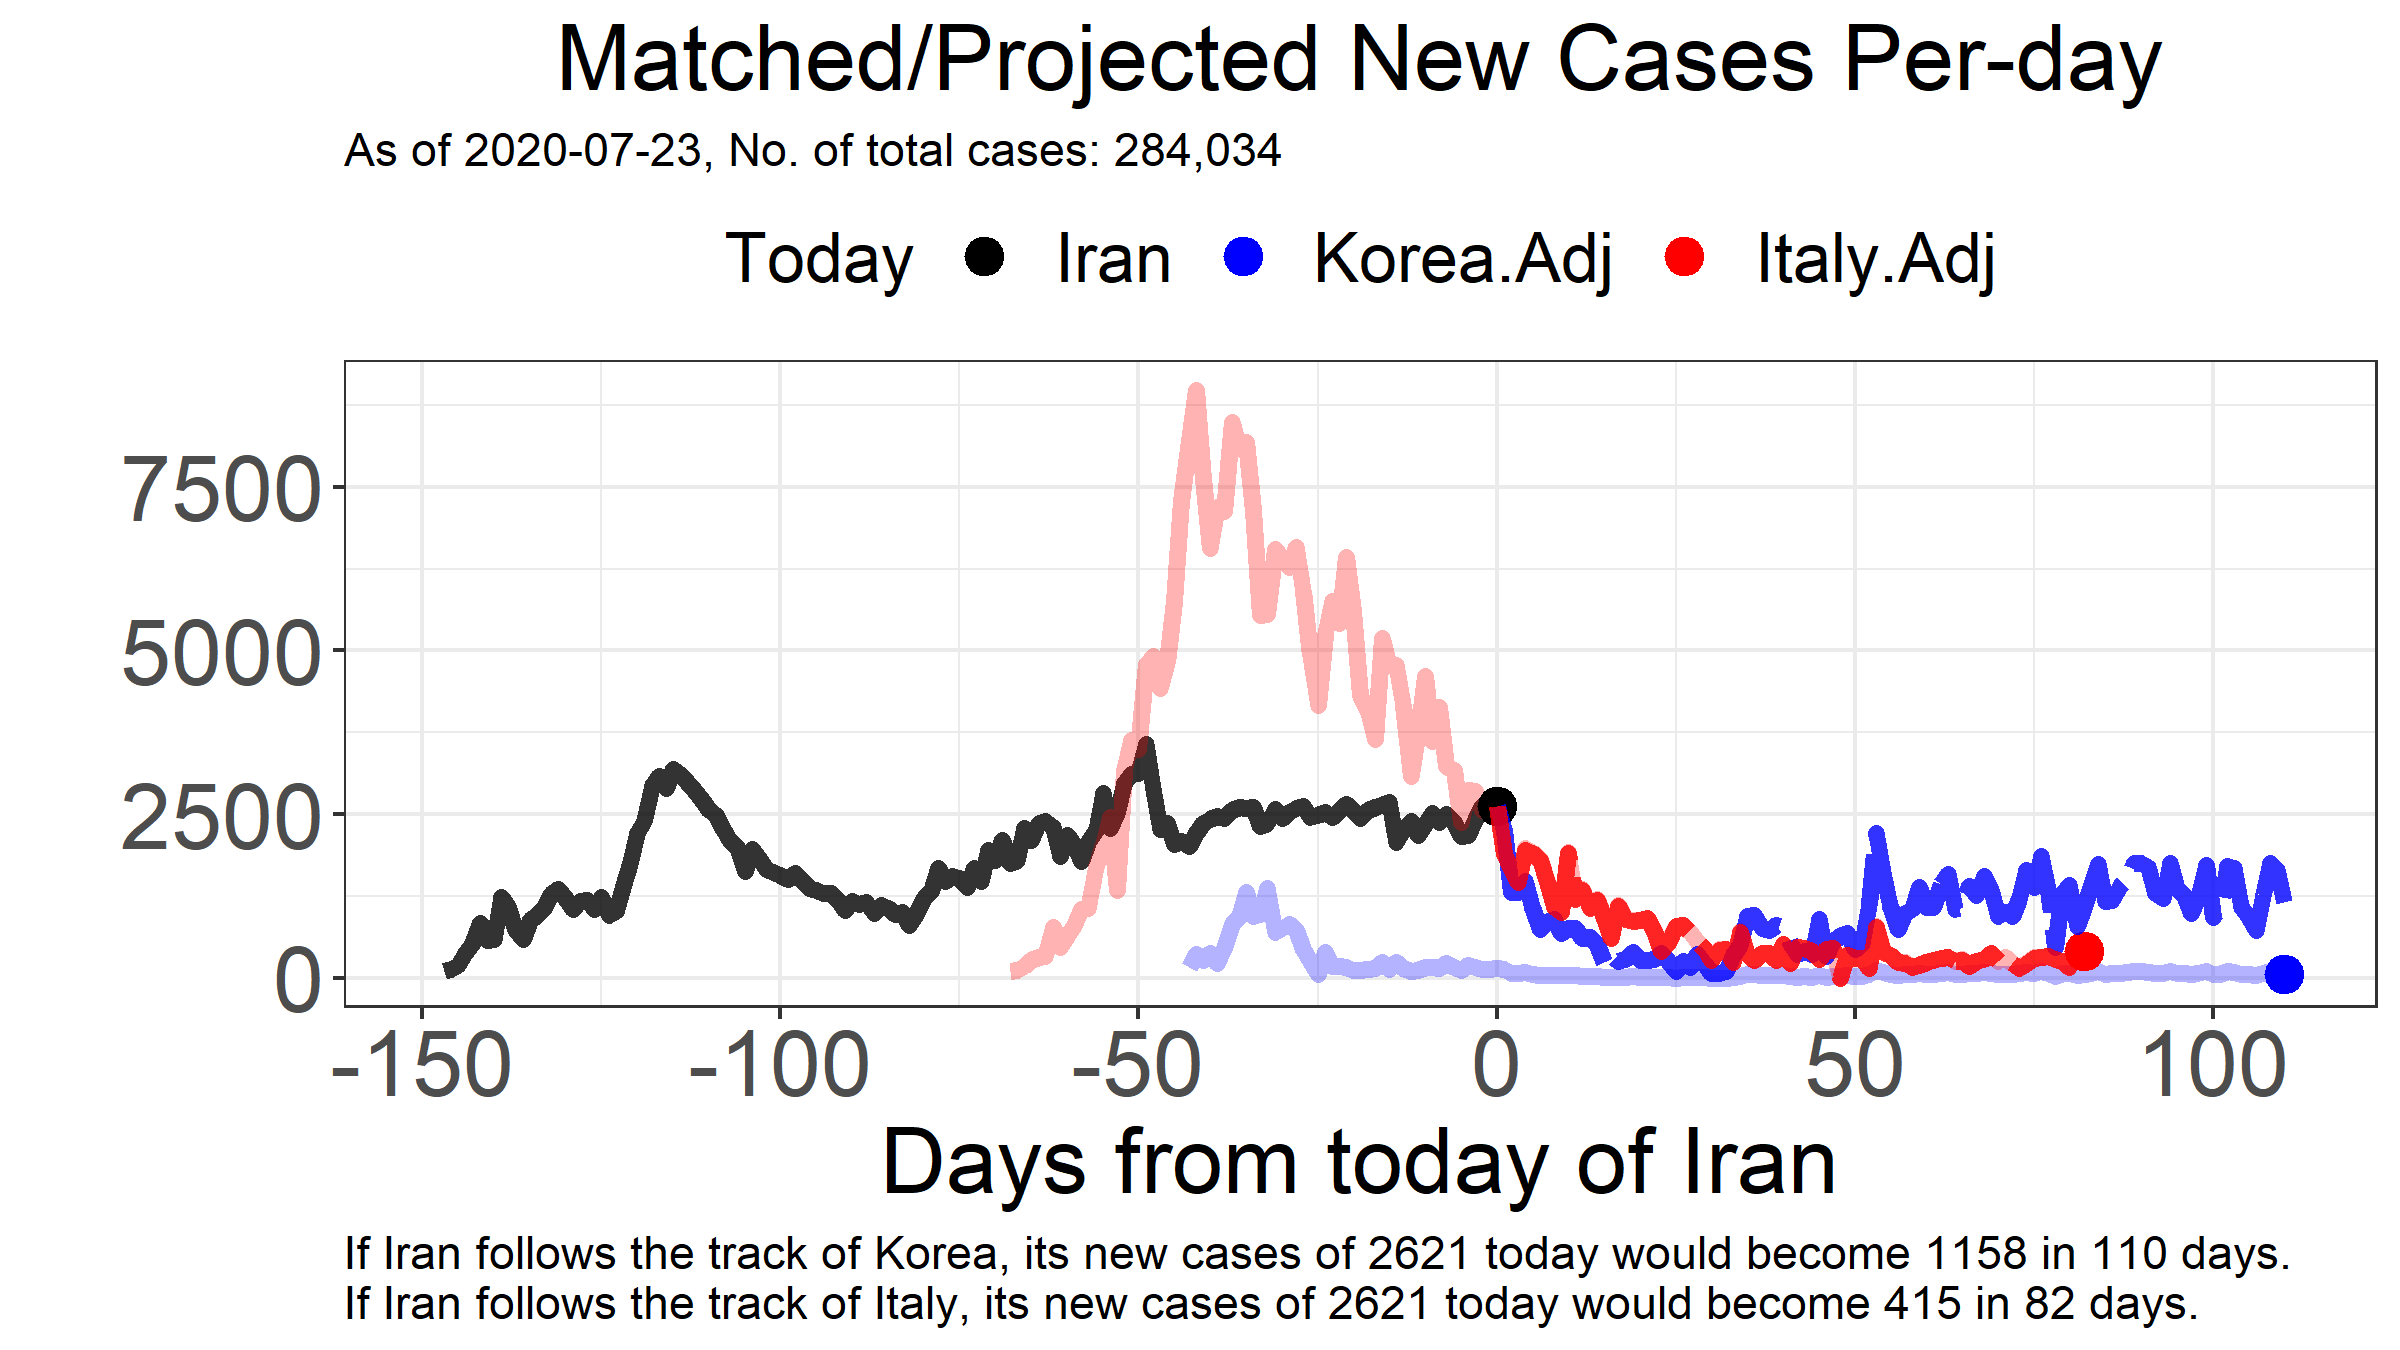 Matched/Projected New Cases Per-day
As of 2020-07-23, No. of total cases: 284,034
Today Iran Korea.Adj Italy.Adj
7500
5000
2500
0
-150 -100 -50 0 50 100
Days from today of Iran
If Iran follows the track of Korea, its new cases of 2621 today would become 1158 in 110 days.
If Iran follows the track of Italy, its new cases of 2621 today would become 415 in 82 days.